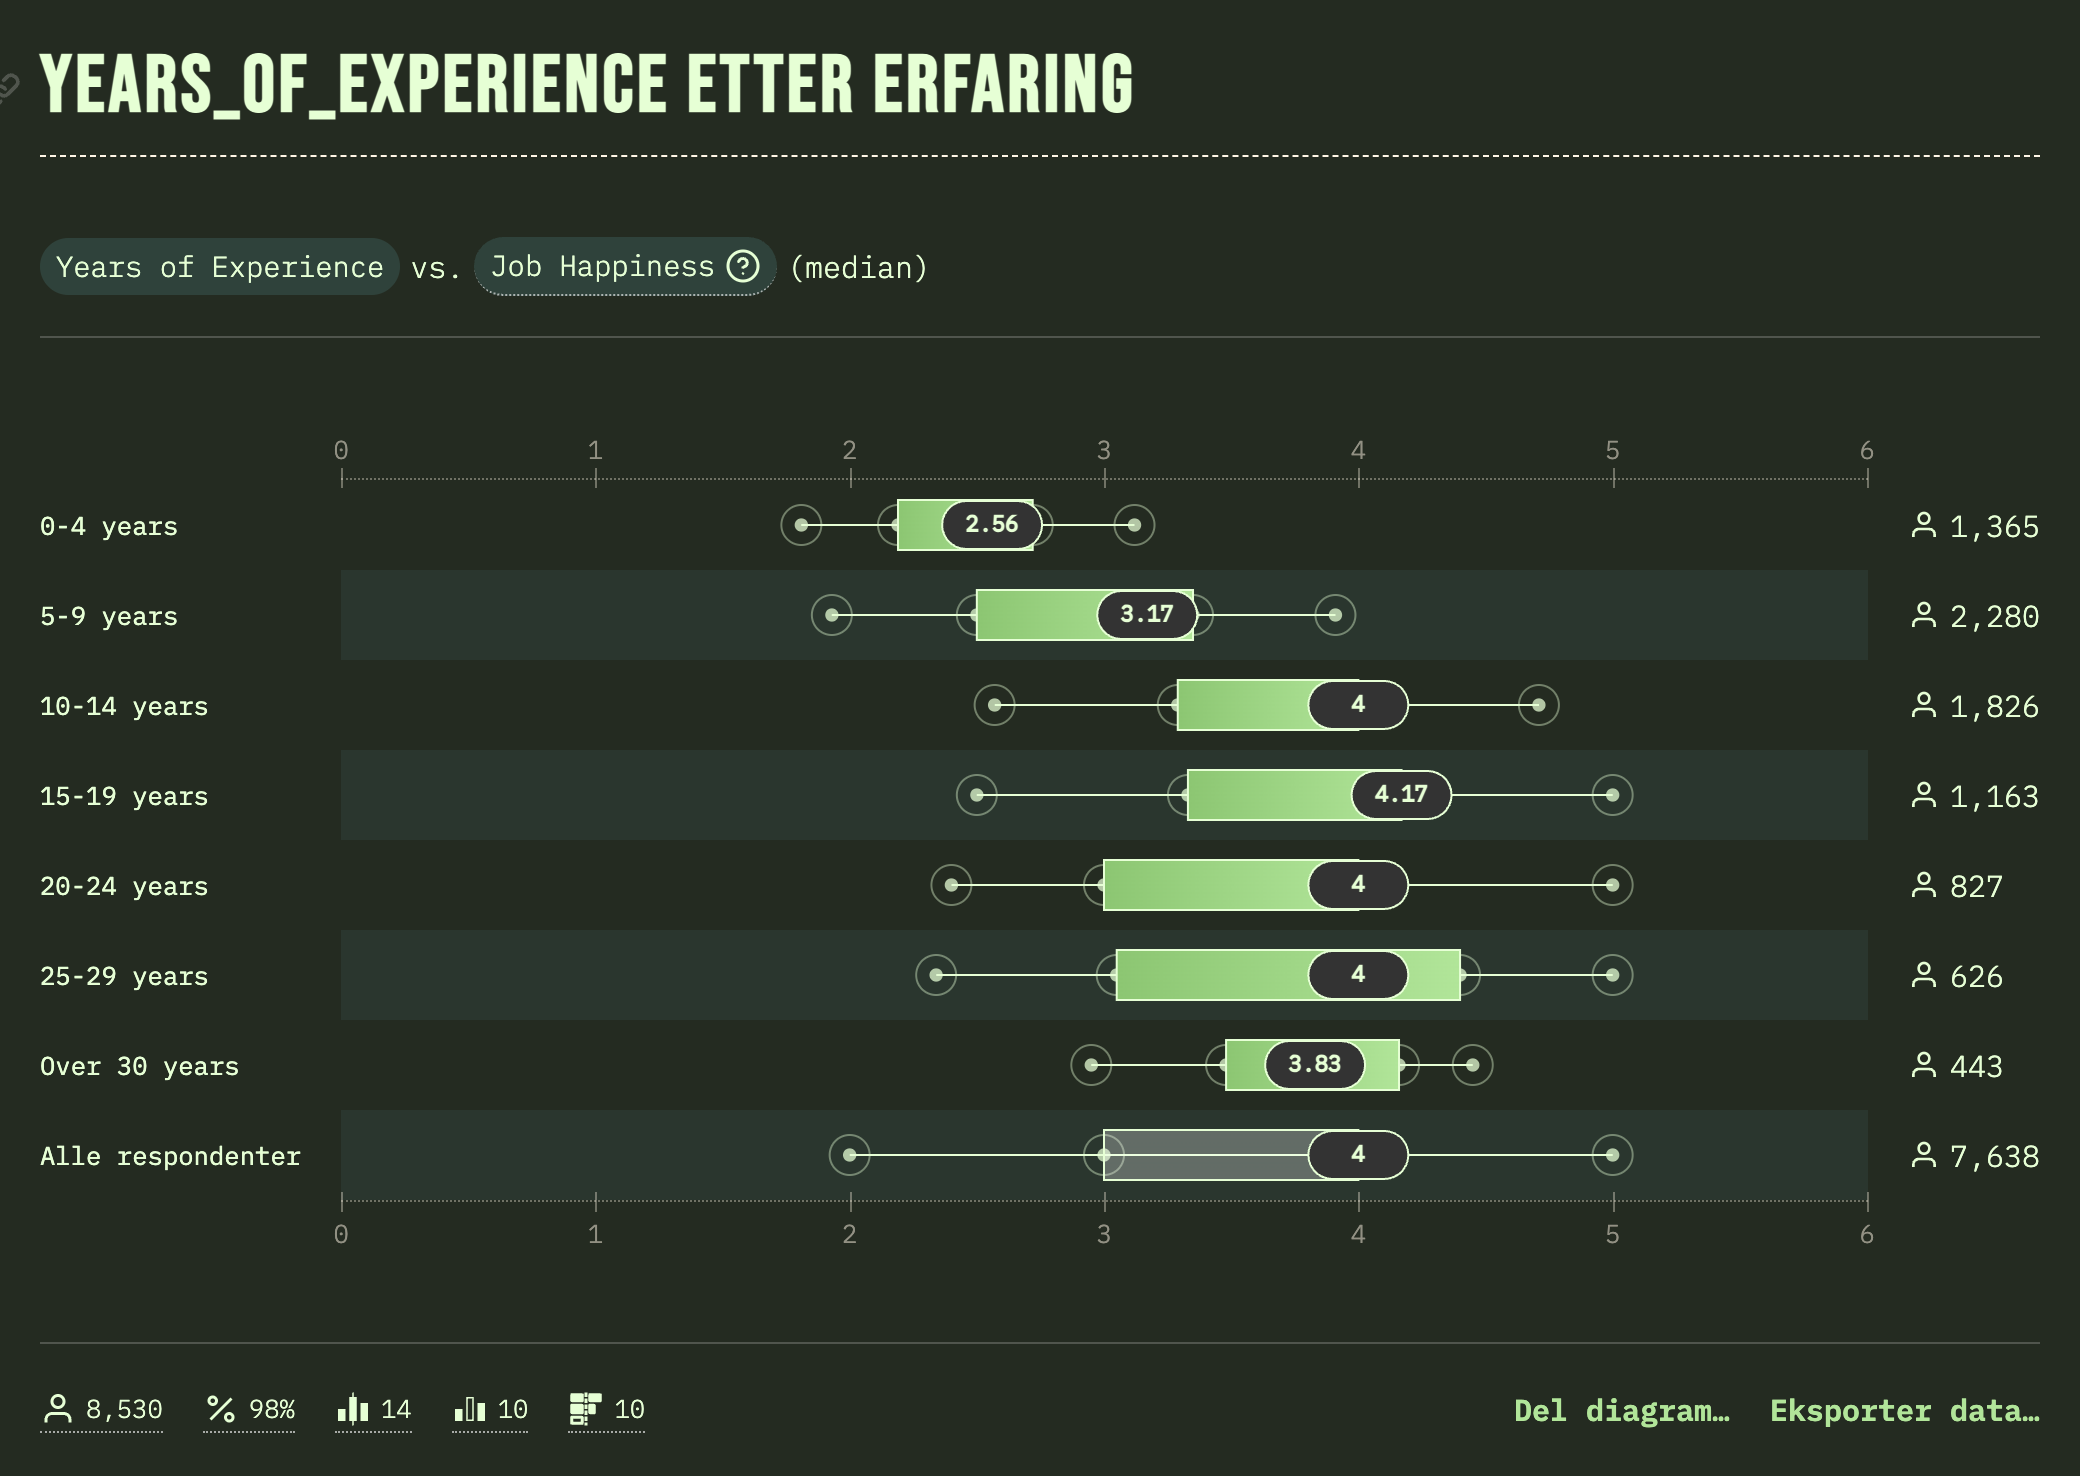 YEARS_OF_EXPERIENCE ETTER ERFARING
Years of Experience vs. Job Happiness ? (median)
0 1 2 3 4 5 6
0-4 years 2.56 1,365
5-9 years 3.17 2,280
10-14 years 4 1,826
15-19 years 4.17 1,163
20-24 years 4 827
25-29 years 4 626
Over 30 years 3.83 443
Alle respondenter 4 7,638
0 1 2 3 4 5 6
8,530 98% 14 10 10 Del diagram… Eksporter data…